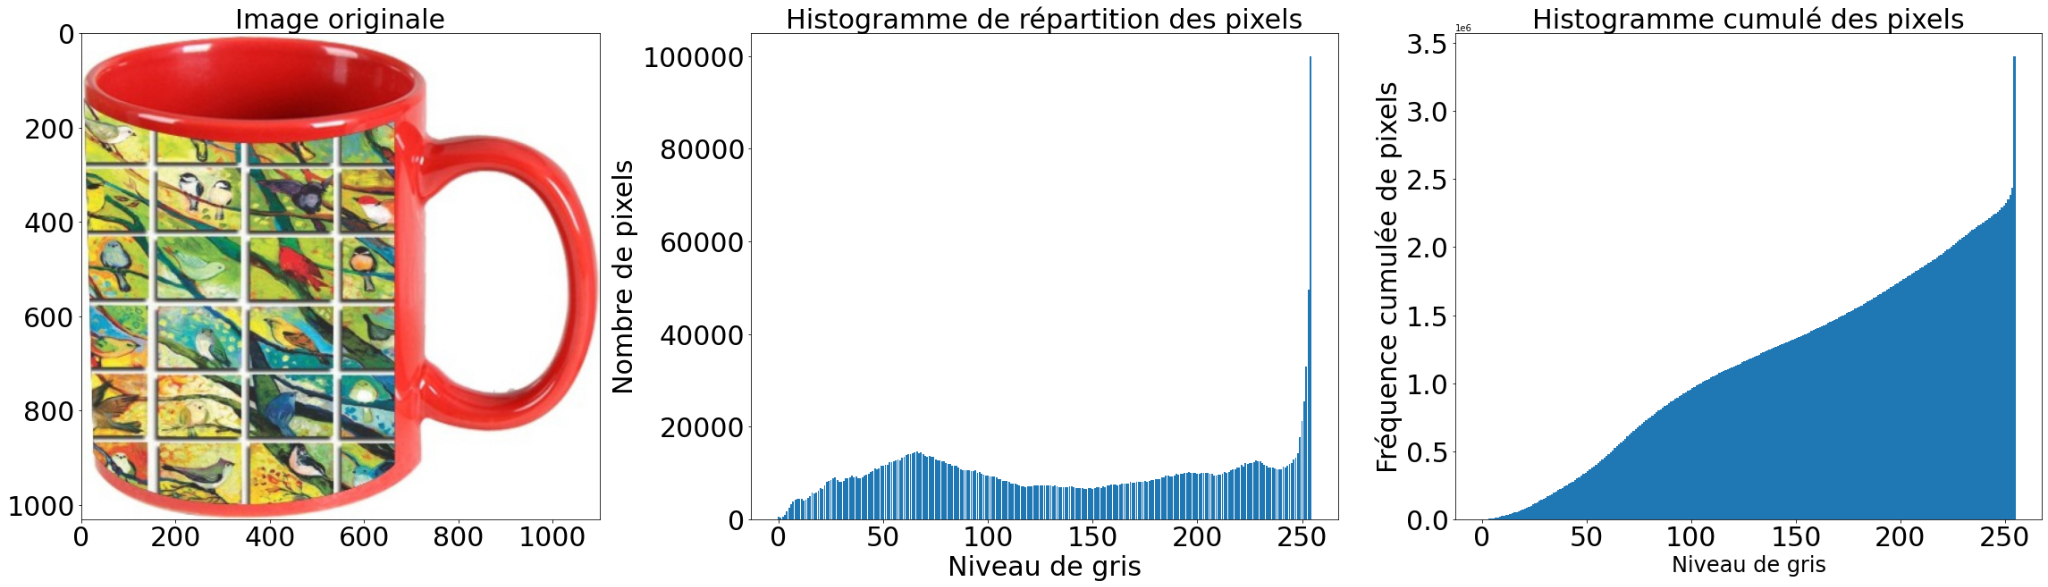 Image originale
0
200
400
600
800
1000
0 200 400 600 800 1000
Histogramme de répartition des pixels
Nombre de pixels
100000
80000
60000
40000
20000
0
0 50 100 150 200 250
Niveau de gris
Histogramme cumulé des pixels
1e6
Fréquence cumulée de pixels
3.5
3.0
2.5
2.0
1.5
1.0
0.5
0.0
0 50 100 150 200 250
Niveau de gris